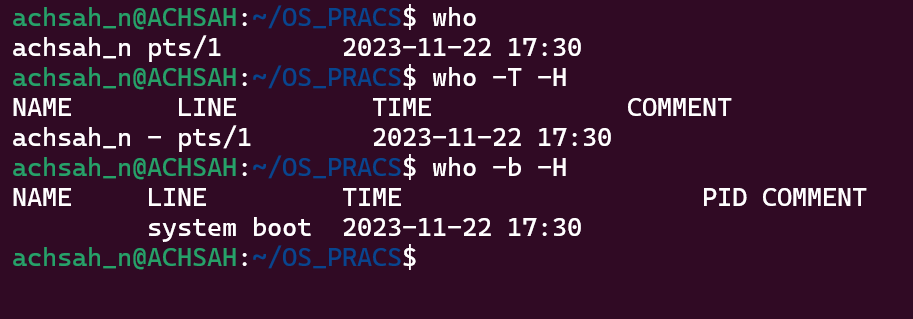 achsah_n@ACHSAH:~/OS_PRACS$ who
achsah_n pts/1        2023-11-22 17:30
achsah_n@ACHSAH:~/OS_PRACS$ who -T -H
NAME       LINE         TIME             COMMENT
achsah_n - pts/1        2023-11-22 17:30
achsah_n@ACHSAH:~/OS_PRACS$ who -b -H
NAME     LINE         TIME                    PID COMMENT
         system boot  2023-11-22 17:30
achsah_n@ACHSAH:~/OS_PRACS$